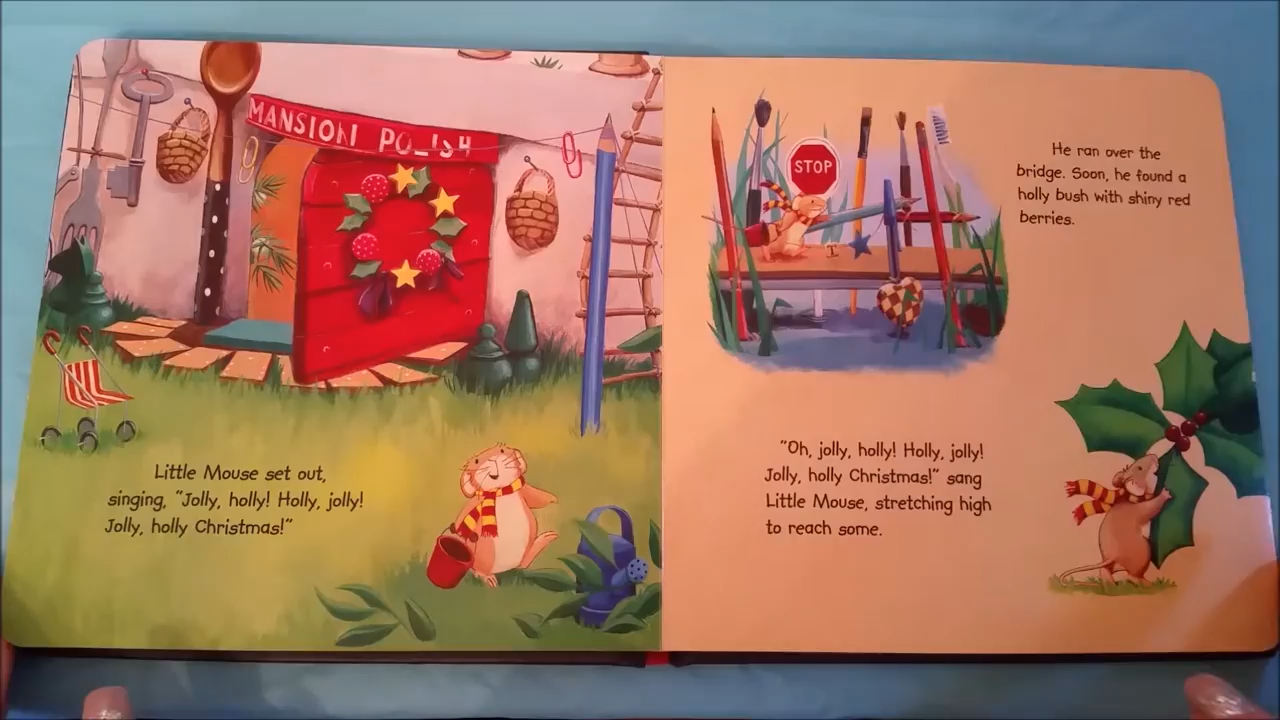 MANSION PO_ISH
Little Mouse set out,
singing, “Jolly, holly! Holly, jolly!
Jolly, holly Christmas!”
STOP
He ran over the
bridge. Soon, he found a
holly bush with shiny red
berries.
“Oh, jolly, holly! Holly, jolly!
Jolly, holly Christmas!” sang
Little Mouse, stretching high
to reach some.